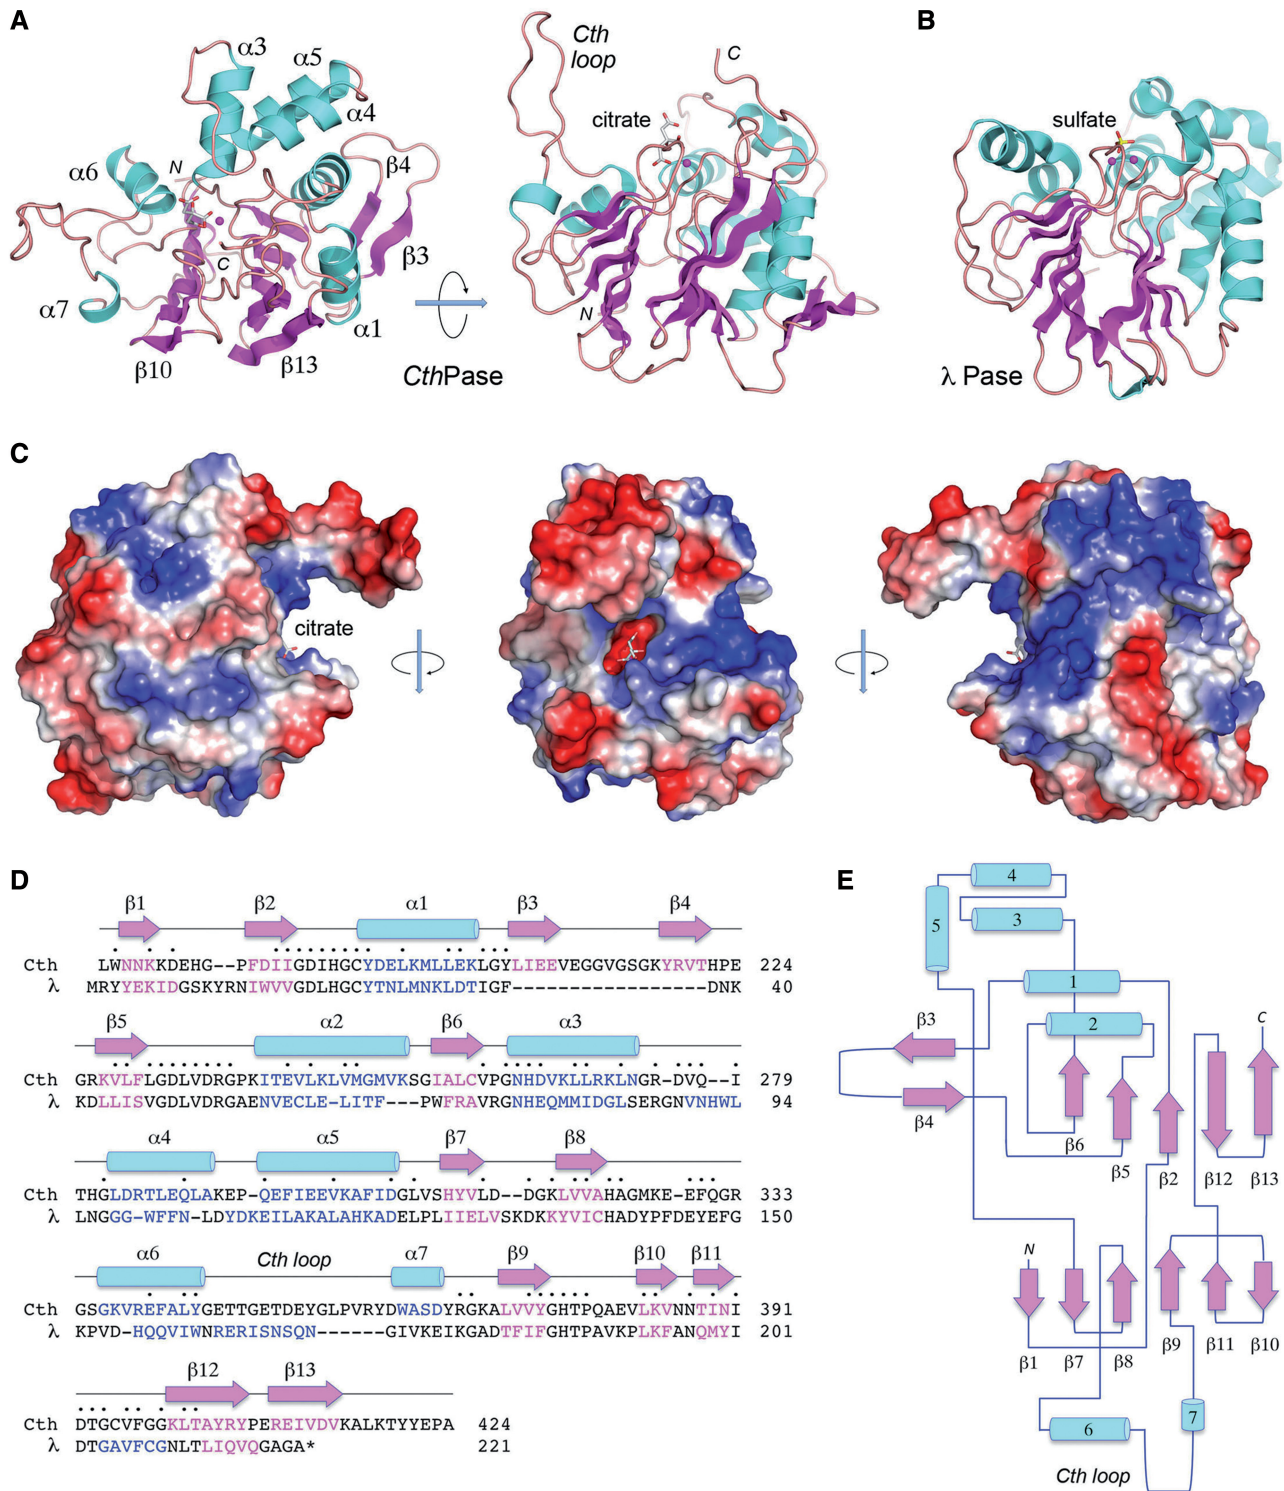 A
α3
α5
α4
α6
N
β4
C
β3
α7
α1
β10
β13
CthPase
Cth
loop
C
citrate
N
B
sulfate
λ Pase
C
citrate
D
β1 β2 α1 β3 β4
Cth LWNNKKDEHG--PFDIIGDIHGCYDELKMLLEKLGYLIEEVEGGVGSGKYRVTHPE 224
λ MRYYEKIDGSKYRNIWVVGDLHGCYTNLMNKLDTIGF-----------------DNK 40
β5 α2 β6 α3
Cth GRKVLFLGDLVDRGPKITEVLKLVMGMVKSGIALCVPGNHDVKLLRKLNGR-DVQ--I 279
λ KDLLISVGDLVDRGAENVECLE-LITF---PWFRAVRGNHEQMMIDGLSERGNVNHWL 94
α4 α5 β7 β8
Cth THGLDRTLEQLAKEP-QEFIEEVKAFIDGLVSHYVLD--DGKLVVAHAGMKE-EFQGR 333
λ LNGGG-WFFN-LDYDKEILAKALAHKADELPLIIELVSKDKKYVICHADYPFDEYEFG 150
α6 Cth loop α7 β9 β10 β11
Cth GSGKVREFALYGETTGETDEYGLPVRYDWASDYRGKALVVYGHTPQAEVLKVNNTINI 391
λ KPVD-HQQVIWNRERISNSQN------GIVKEIKGADTFIFGHTPAVKPLKFANQMYI 201
β12 β13
Cth DTGCVFGGKLTAYRYPEREIVDVKALKTYYEPA 424
λ DTGAVFCGNLTLIQVQGAGA* 221
E
4
5
3
1
β3
2
C
β4
β6
β5
β2
β12
β13
N
β1
β7
β8
β9
β11
β10
7
6
Cth loop